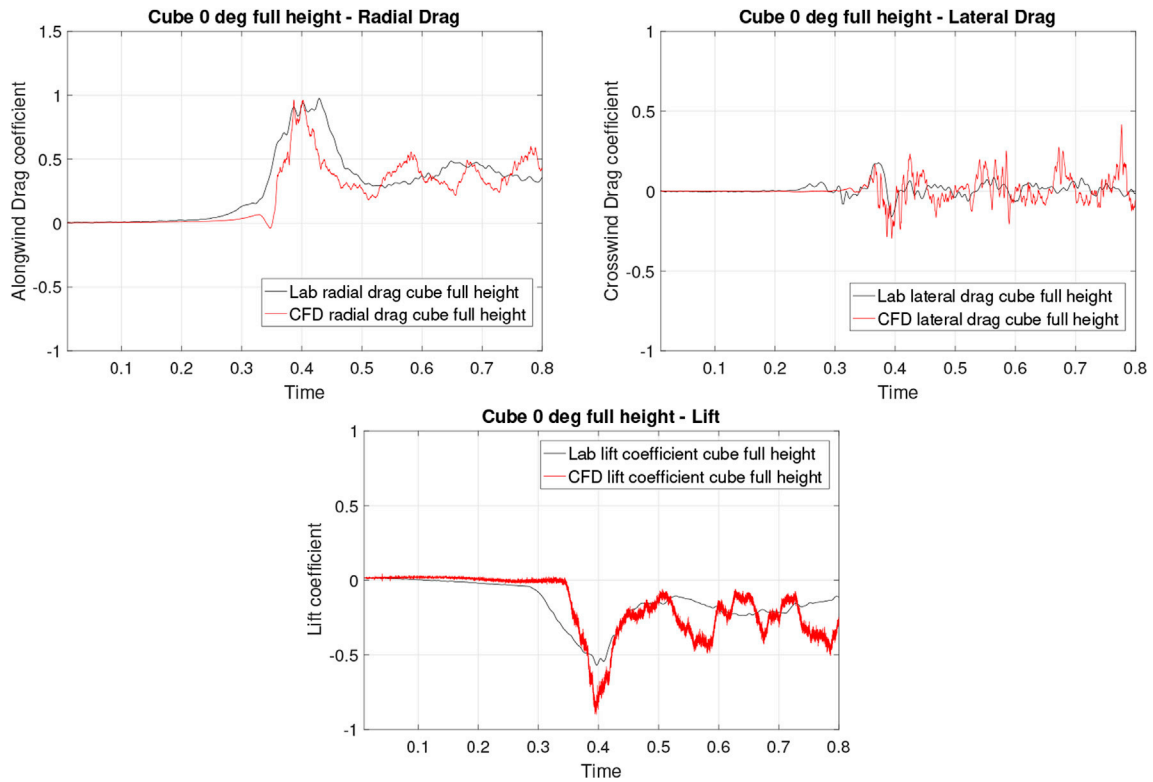 Cube 0 deg full height - Radial Drag
1.5
1
0.5
0
-0.5
-1
Alongwind Drag coefficient
Lab radial drag cube full height
CFD radial drag cube full height
0.1 0.2 0.3 0.4 0.5 0.6 0.7 0.8
Time
Cube 0 deg full height - Lateral Drag
1
0.5
0
-0.5
-1
Crosswind Drag coefficient
Lab lateral drag cube full height
CFD lateral drag cube full height
0.1 0.2 0.3 0.4 0.5 0.6 0.7 0.8
Time
Cube 0 deg full height - Lift
1
0.5
0
-0.5
-1
Lift coefficient
Lab lift coefficient cube full height
CFD lift coefficient cube full height
0.1 0.2 0.3 0.4 0.5 0.6 0.7 0.8
Time